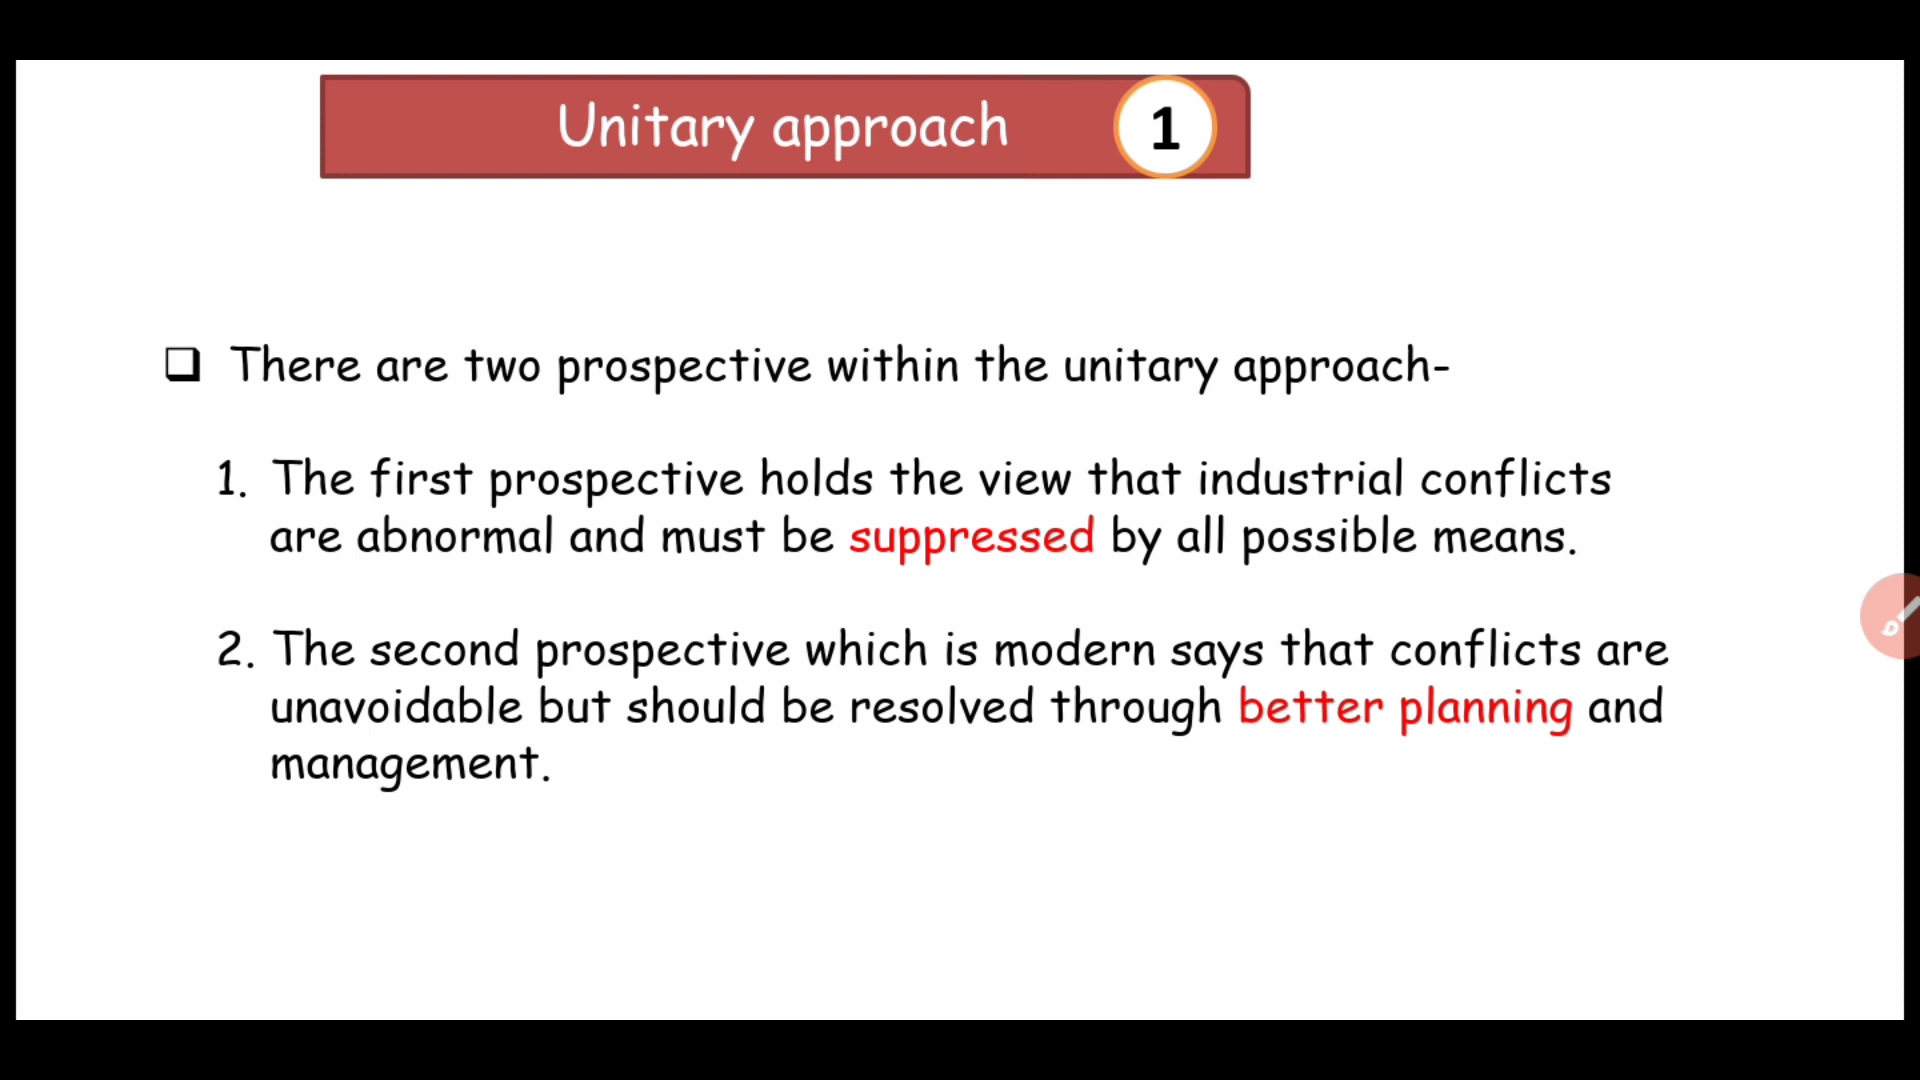 Unitary approach 1
There are two prospective within the unitary approach-
1. The first prospective holds the view that industrial conflicts
are abnormal and must be suppressed by all possible means.
2. The second prospective which is modern says that conflicts are
unavoidable but should be resolved through better planning and
management.